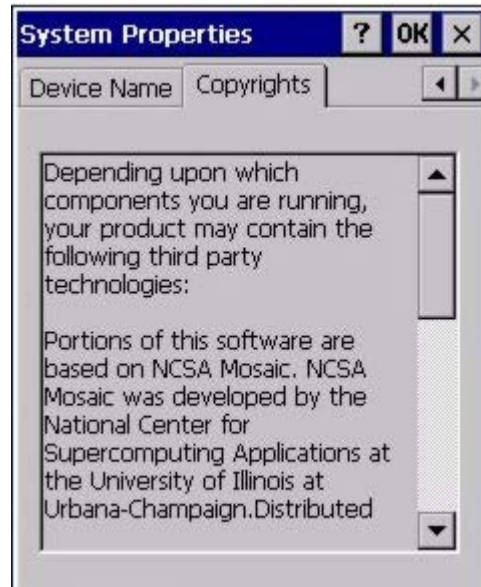 System Properties ? OK ×
Device Name Copyrights
Depending upon which
components you are running,
your product may contain the
following third party
technologies:
Portions of this software are
based on NCSA Mosaic. NCSA
Mosaic was developed by the
National Center for
Supercomputing Applications at
the University of Illinois at
Urbana-Champaign.Distributed